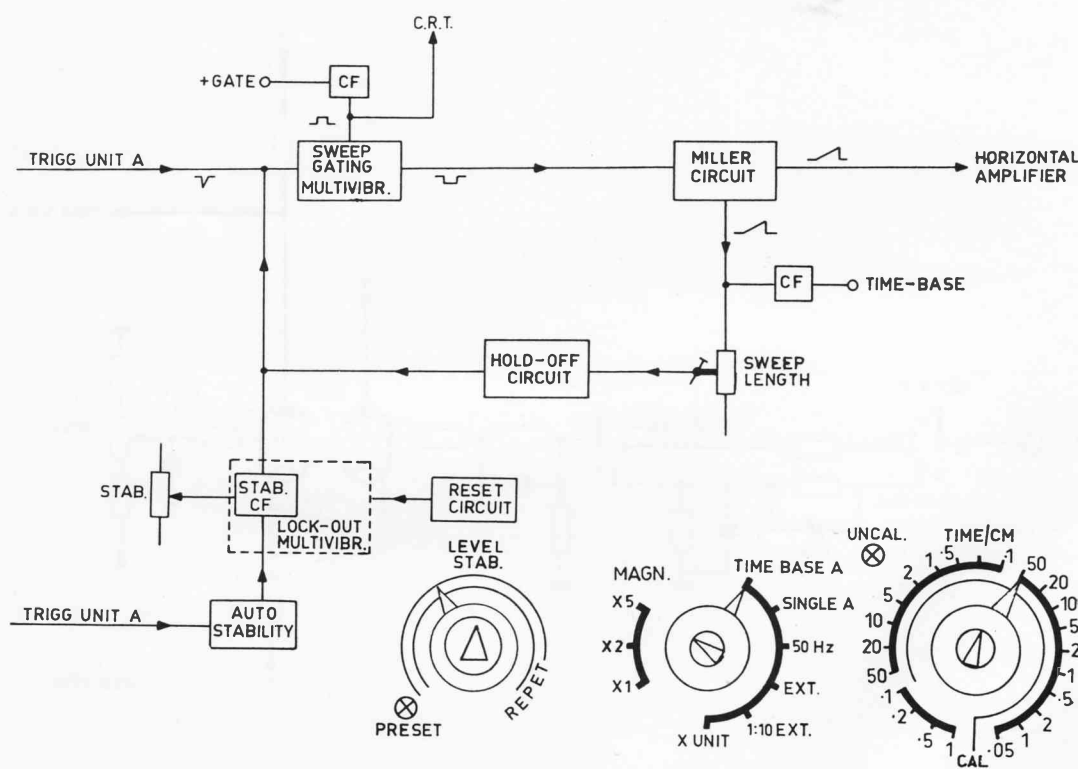 C.R.T.
+GATE
CF
TRIGG UNIT A
SWEEP
GATING
MULTIVIBR.
MILLER
CIRCUIT
HORIZONTAL
AMPLIFIER
CF
TIME-BASE
HOLD-OFF
CIRCUIT
SWEEP
LENGTH
STAB.
STAB.
CF
LOCK-OUT
MULTIVIBR.
RESET
CIRCUIT
TRIGG UNIT A
AUTO
STABILITY
LEVEL
STAB.
PRESET
REPET
MAGN.
X5
X2
X1
TIME BASE A
SINGLE A
50 Hz
EXT.
1:10 EXT.
X UNIT
UNCAL.
TIME/CM
.1
.5
1
2
5
10
20
50
.1
.2
.5
1
CAL
50
20
10
5
2
1
.5
2
1
.05